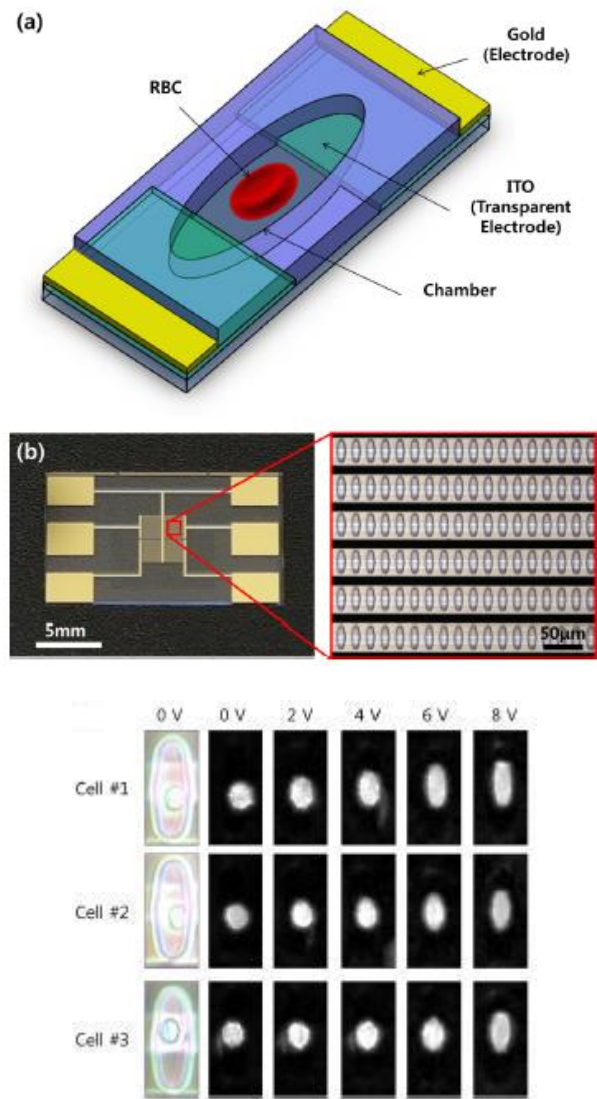 (a)
Gold
(Electrode)
RBC
ITO
(Transparent
Electrode)
Chamber
(b)
5mm
50μm
0 V 0 V 2 V 4 V 6 V 8 V
Cell #1
Cell #2
Cell #3